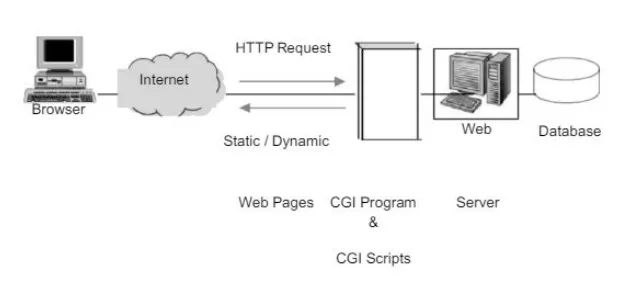 HTTP Request
Internet
Browser
Web
Database
Static / Dynamic
Web Pages
CGI Program
&
CGI Scripts
Server